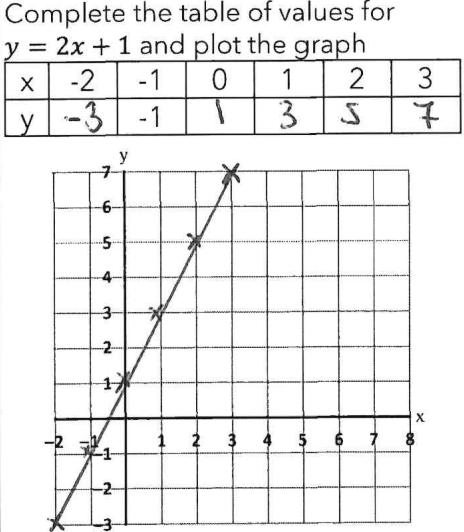 Complete the table of values for
y = 2x + 1 and plot the graph
x -2 -1 0 1 2 3
y -3 -1 1 3 5 7
y
7
6
5
4
3
2
1
x
-2 -1 1 2 3 4 5 6 7 8
-1
-2
-3